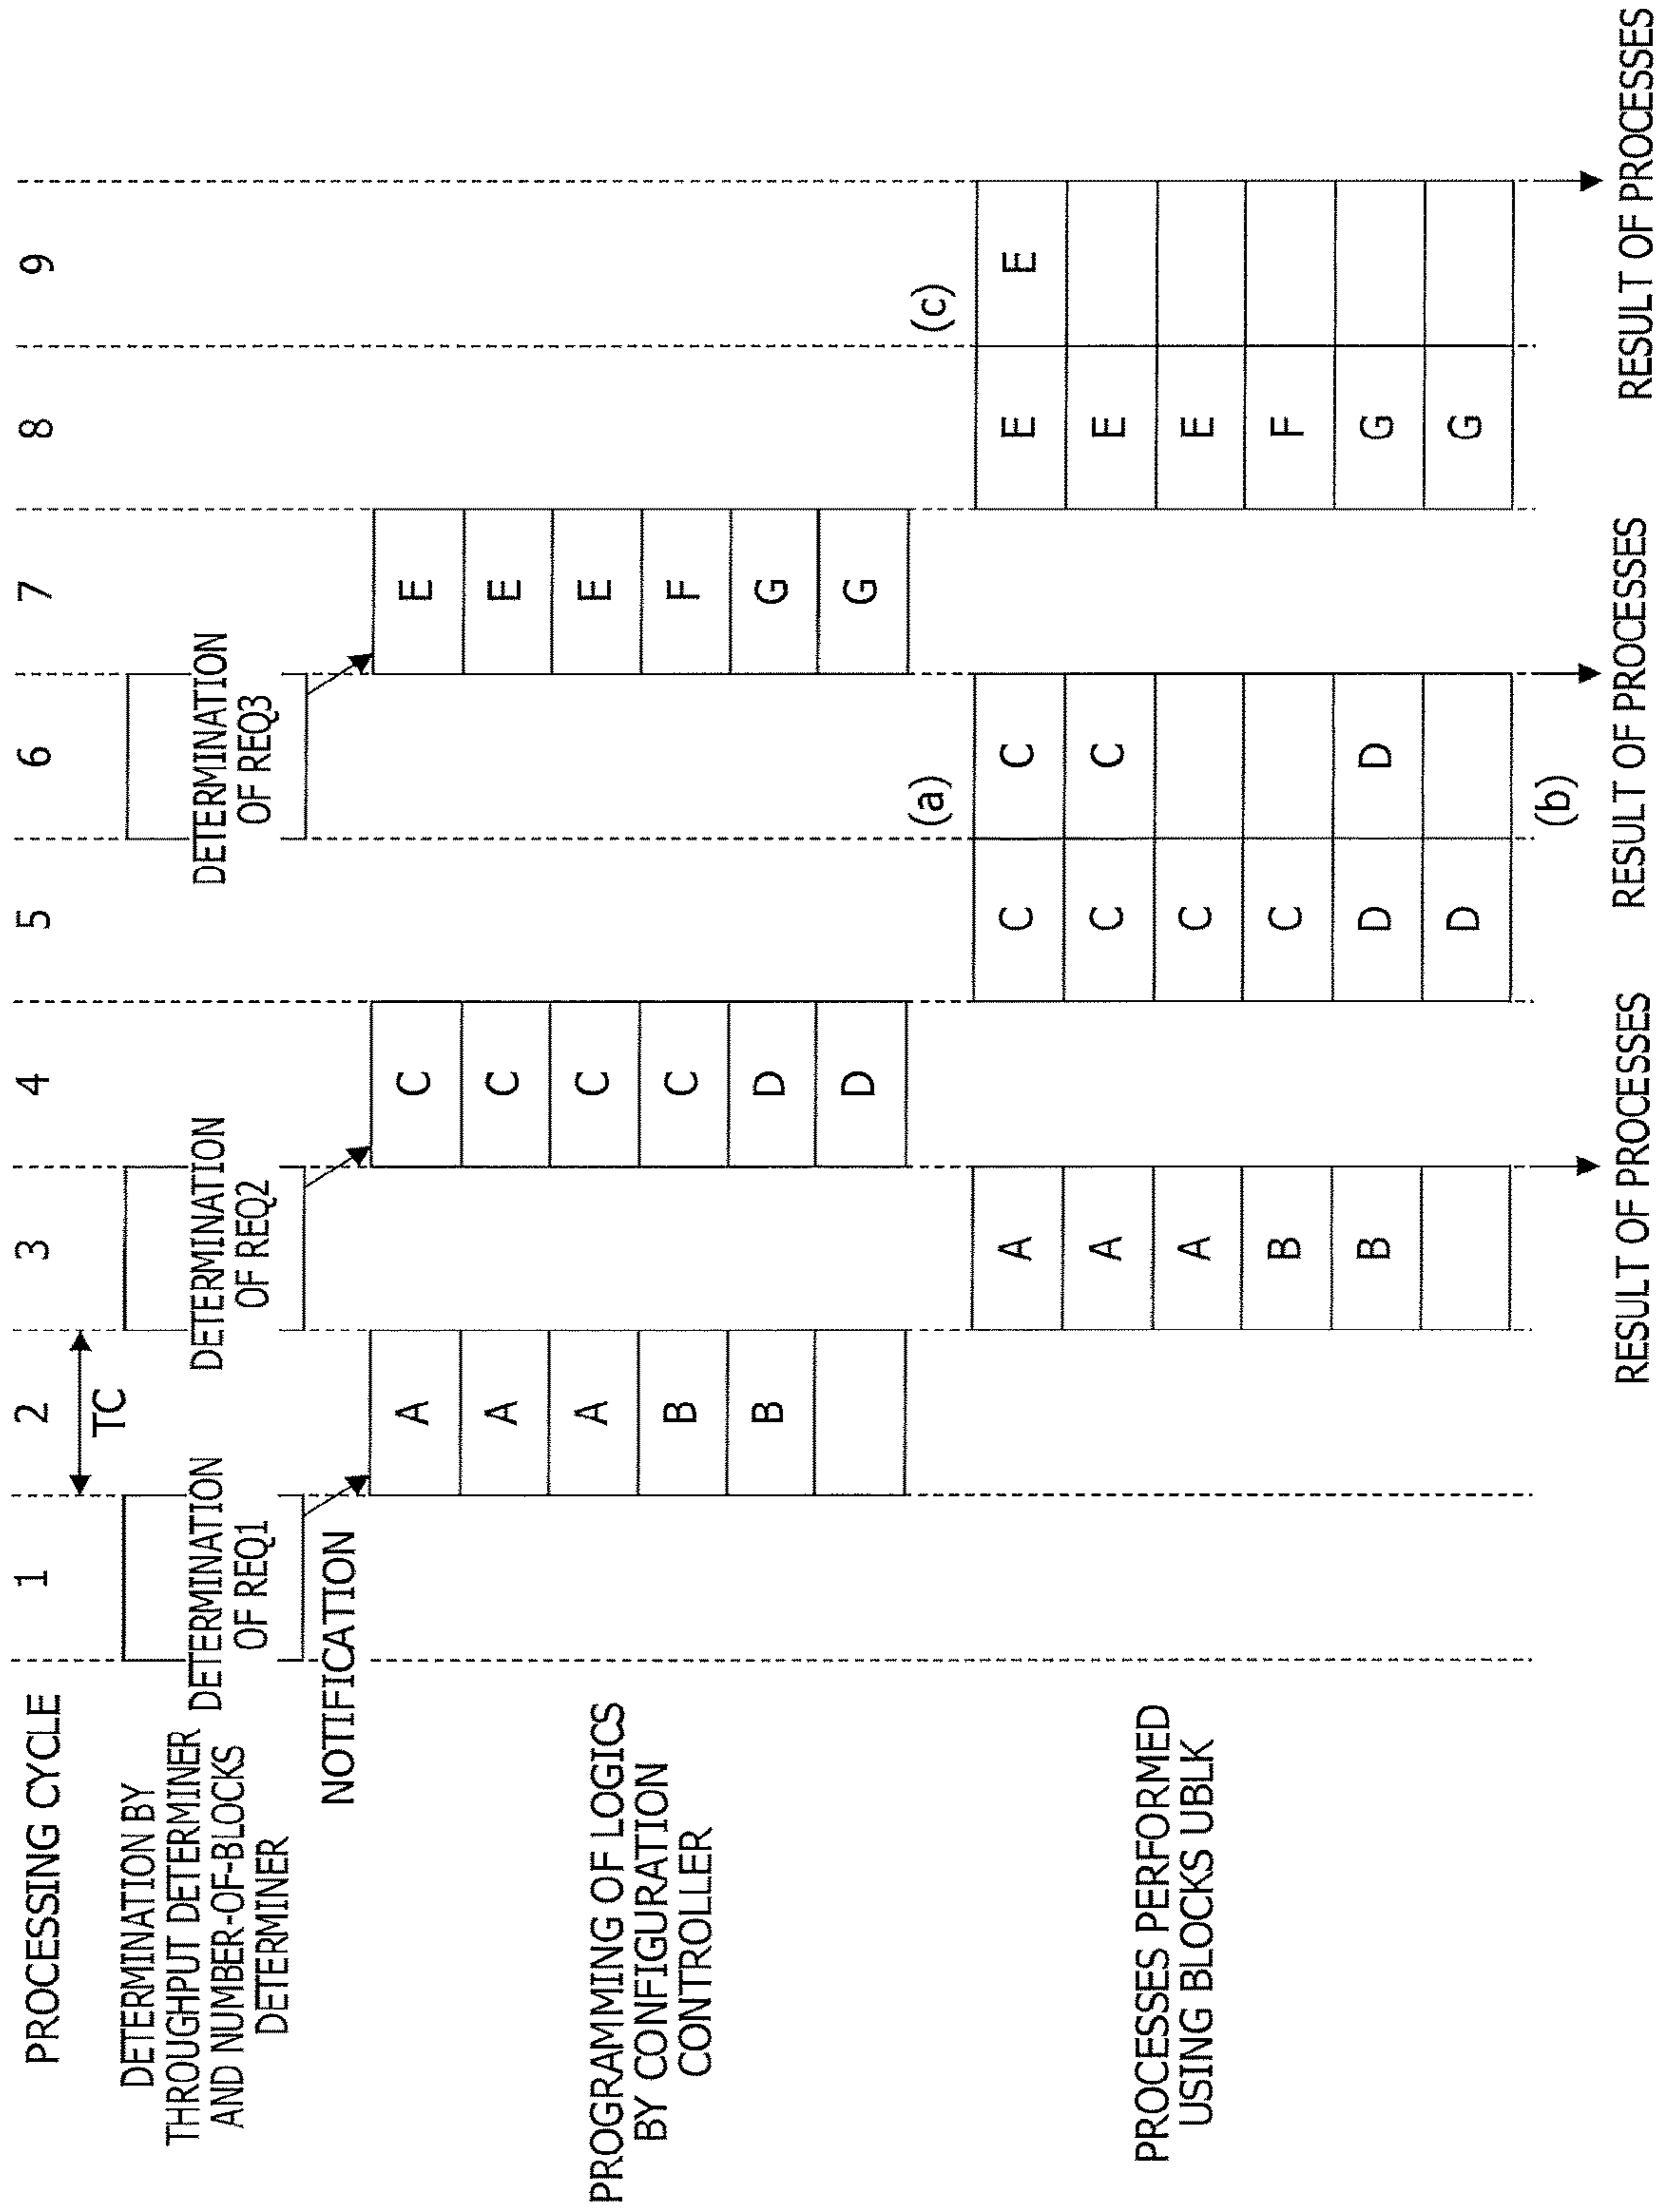 PROCESSING CYCLE
1
2
3
4
5
6
7
8
9
TC
DETERMINATION BY
THROUGHPUT DETERMINER
AND NUMBER-OF-BLOCKS
DETERMINER
DETERMINATION
OF REQ1
DETERMINATION
OF REQ2
DETERMINATION
OF REQ3
NOTIFICATION
PROGRAMMING OF LOGICS
BY CONFIGURATION
CONTROLLER
A
A
A
B
B
C
C
C
C
D
D
E
E
E
F
G
G
PROCESSES PERFORMED
USING BLOCKS UBLK
A
A
A
B
B
(a)
C
C
C
C
D
D
C
C
D
(b)
(c)
E
E
E
F
G
G
E
RESULT OF PROCESSES
RESULT OF PROCESSES
RESULT OF PROCESSES